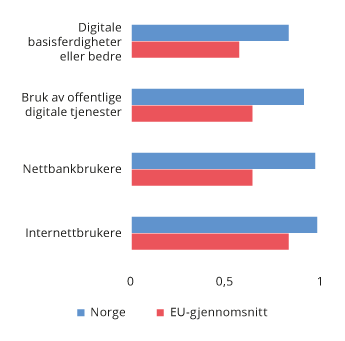 Digitale
basisferdigheter
eller bedre
Bruk av offentlige
digitale tjenester
Nettbankbrukere
Internettbrukere
0 0,5 1
Norge EU-gjennomsnitt